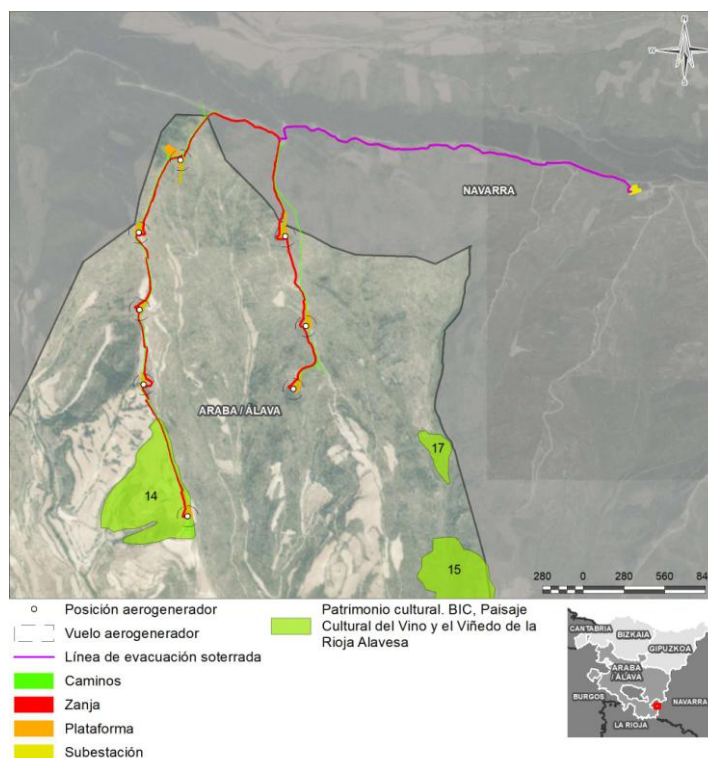 N
W
E
S
NAVARRA
ARABA / ÁLAVA
17
14
15
280 0 280 560 84
Posición aerogenerador
Vuelo aerogenerador
Línea de evacuación soterrada
Caminos
Zanja
Plataforma
Subestación
Patrimonio cultural. BIC, Paisaje
Cultural del Vino y el Viñedo de la
Rioja Alavesa
CANTABRIA
BIZKAIA
GIPUZKOA
ARABA
/ ÁLAVA
BURGOS
NAVARRA
LA RIOJA